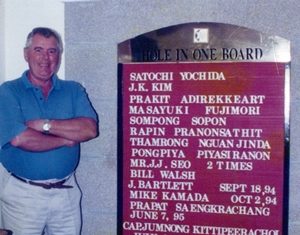 HOLE IN ONE BOARD
SATOCHI YOCHIDA
J.K. KIM
PRAKIT ADIREKKEART
MASAYUKI FUJIMORI
SOMPONG SOPON
RAPIN PRANONSATHIT
THAMRONG NGUANJINDA
PONGPIYA PIYASIRANON
MR.J.J. SEO 2 TIMES
BILL WALSH
J.BARTLETT SEPT 18,94
MIKE KAMADA OCT 2,94
PRAPAT SAENGKRACHANG
JUNE 7, 95
CAPJUMNONG KITTIPEERACHOL